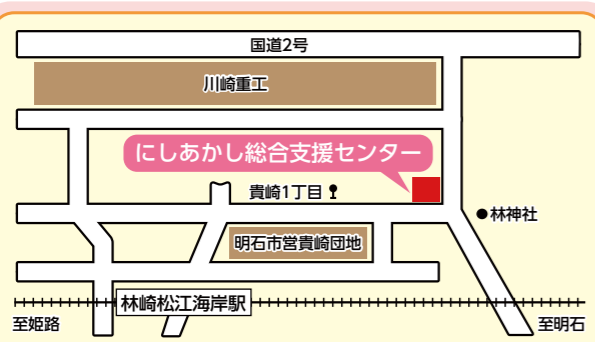 国道2号
川崎重工
にしあかし総合支援センター
貴崎1丁目
林神社
明石市営貴崎団地
林崎松江海岸駅
至姫路
至明石